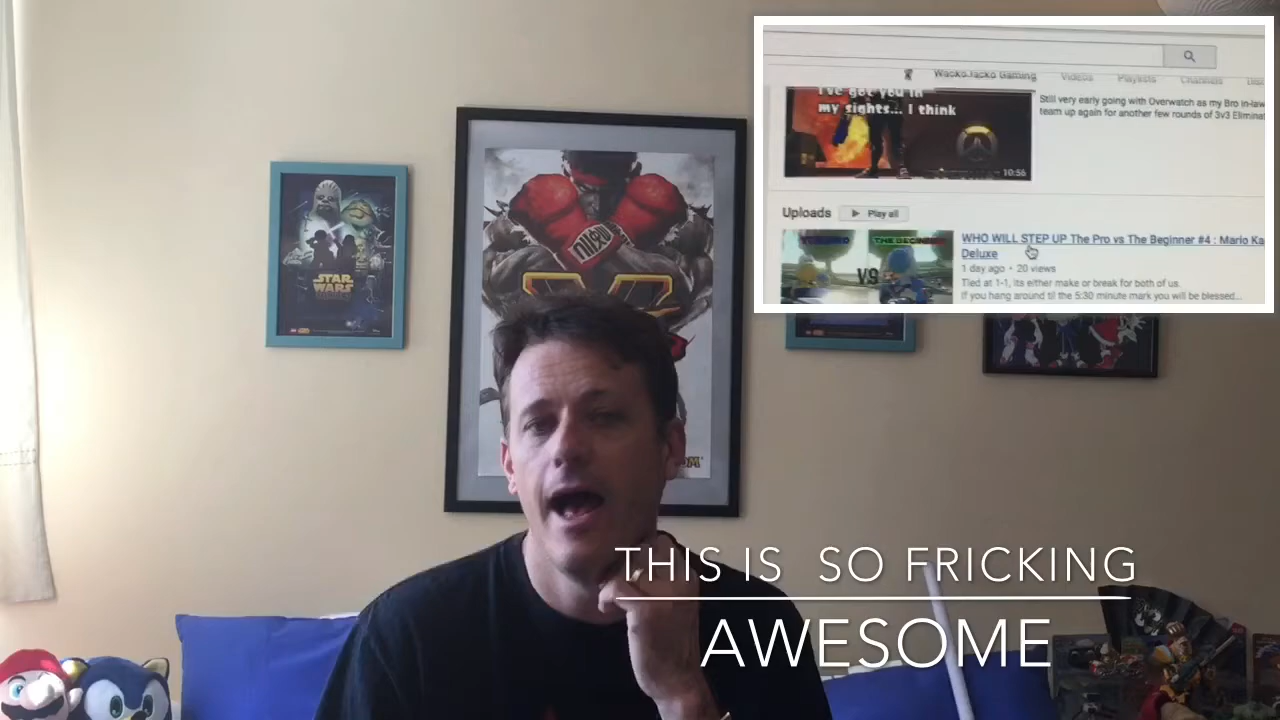 WackoJacko Gaming
Videos
Playlists
Channels
I've got you in
my sights... I think
10:56
Still very early going with Overwatch as my Bro in-law
team up again for another few rounds of 3v3
Uploads
Play all
THE BEGINNER
VS
WHO WILL STEP UP The Pro vs The Beginner #4 : Mario
Deluxe
1 day ago • 20 views
Tied at 1-1, its either make or break for both of us.
If you hang around til the 5:30 minute mark you will be blessed...
STAR
WARS
THIS IS SO FRICKING
AWESOME